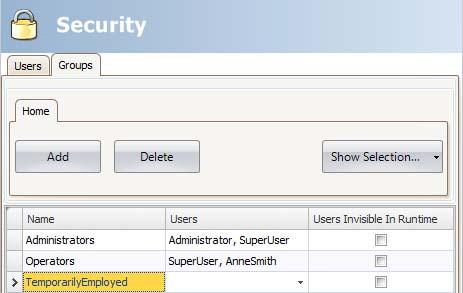 Security
Users Groups
Home
Add Delete Show Selection...
Name Users Users Invisible In Runtime
Administrators Administrator, SuperUser
Operators SuperUser, AnneSmith
TemporarilyEmployed